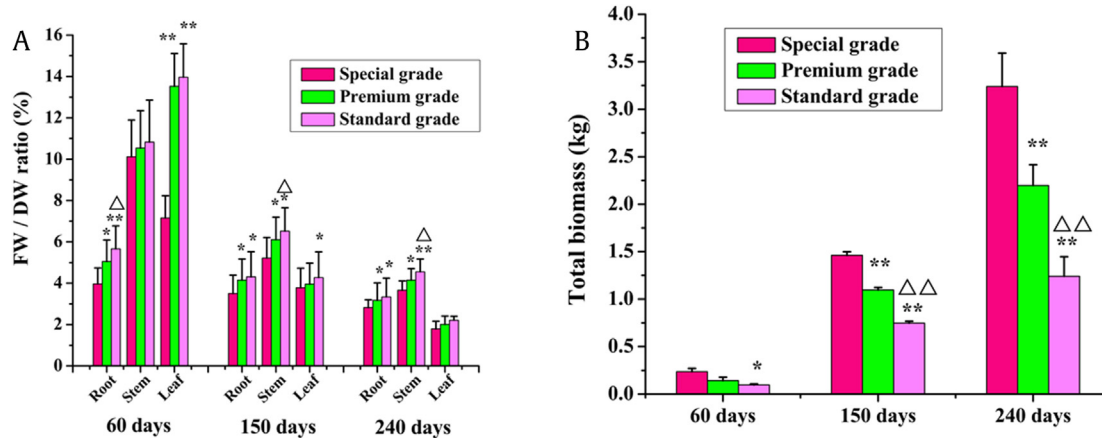 A
FW / DW ratio (%)
16
14
12
10
8
6
4
2
0
Special grade
Premium grade
Standard grade
* ** △
** **
* *
* * △
*
* *
* ** △
Root Stem Leaf Root Stem Leaf Root Stem Leaf
60 days 150 days 240 days
B
Total biomass (kg)
4.0
3.5
3.0
2.5
2.0
1.5
1.0
0.5
0.0
Special grade
Premium grade
Standard grade
*
** △△ **
** △△ **
60 days 150 days 240 days